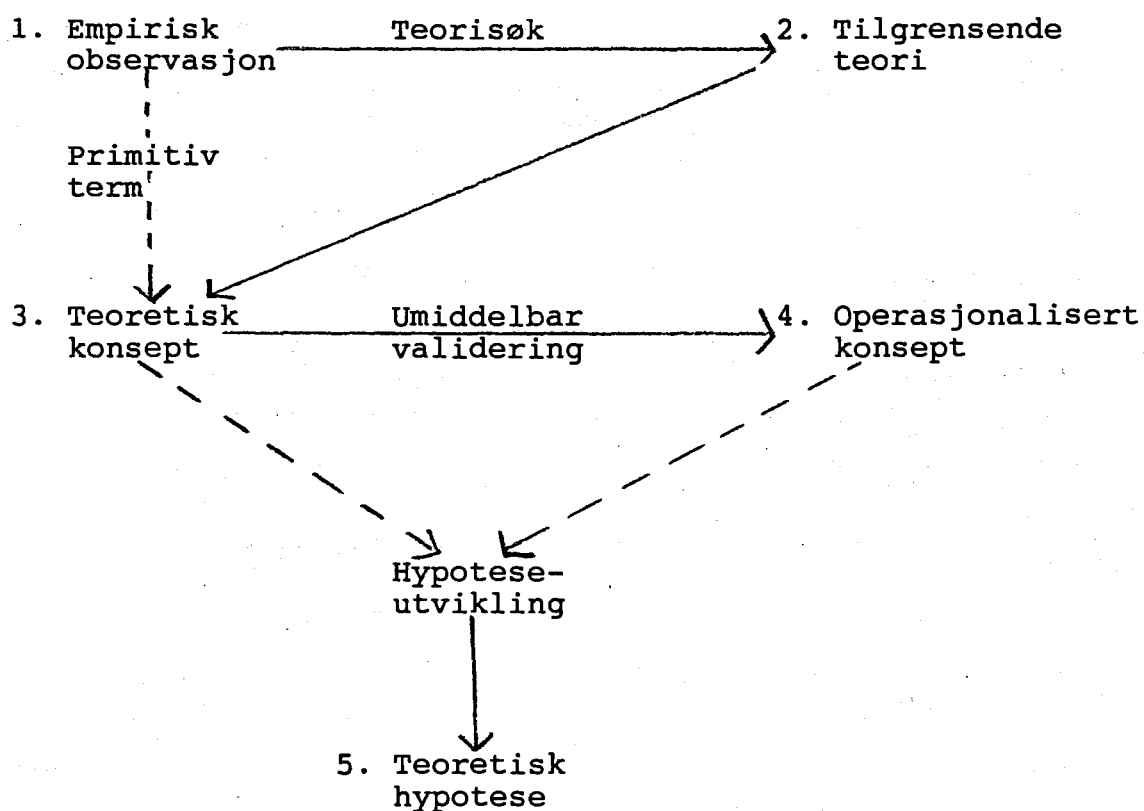 1. Empirisk Teorisøk 2. Tilgrensende
observasjon teori
Primitiv
term
3. Teoretisk Umiddelbar 4. Operasjonalisert
konsept validering konsept
Hypotese-
utvikling
5. Teoretisk
hypotese